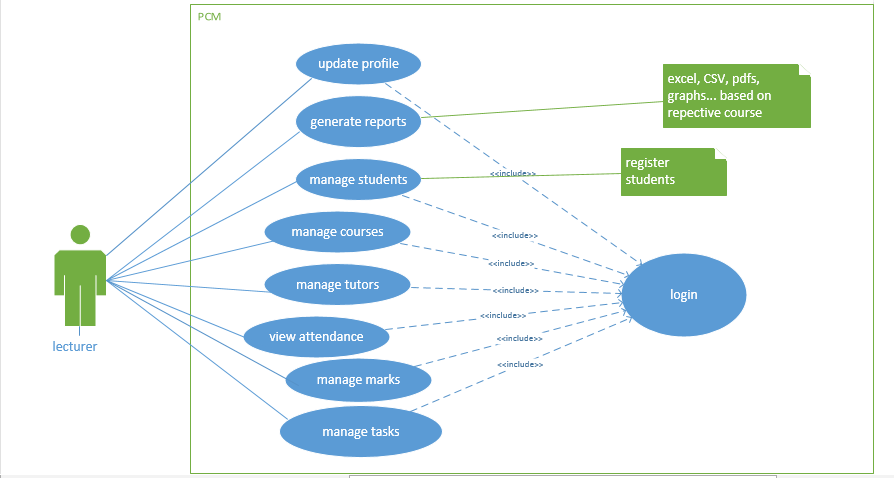 PCM
update profile
generate reports
manage students
manage courses
manage tutors
view attendance
manage marks
manage tasks
lecturer
<<include>>
<<include>>
<<include>>
<<include>>
<<include>>
<<include>>
<<include>>
login
excel, CSV, pdfs,
graphs... based on
repective course
register
students